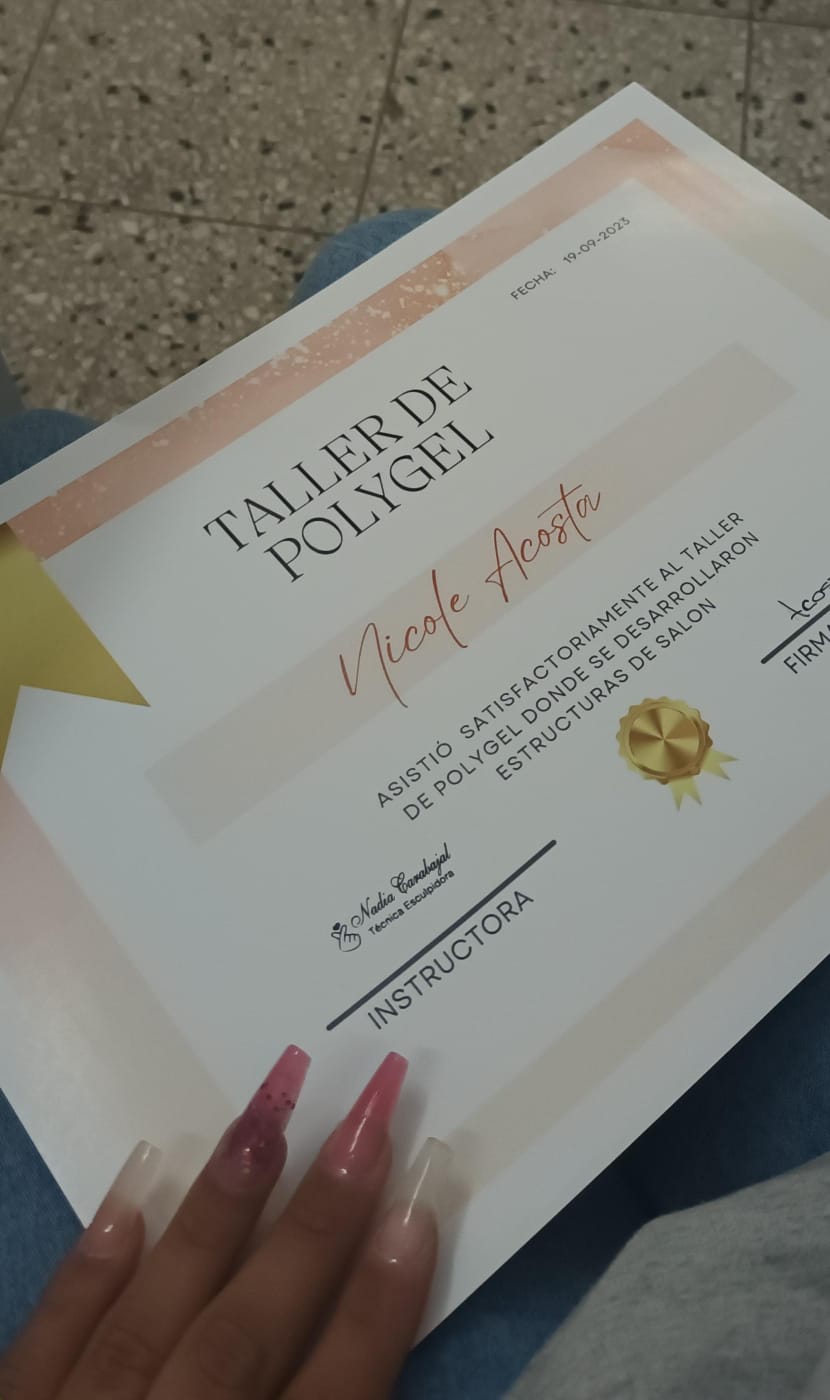 FECHA: 19-09-2023
TALLER DE
POLYGEL
Nicole Acosta
ASISTIÓ SATISFACTORIAMENTE AL TALLER
DE POLYGEL DONDE SE DESARROLLARON
ESTRUCTURAS DE SALON
Nadia Carabajal
Técnica Esculpidora
INSTRUCTORA
FIRMA